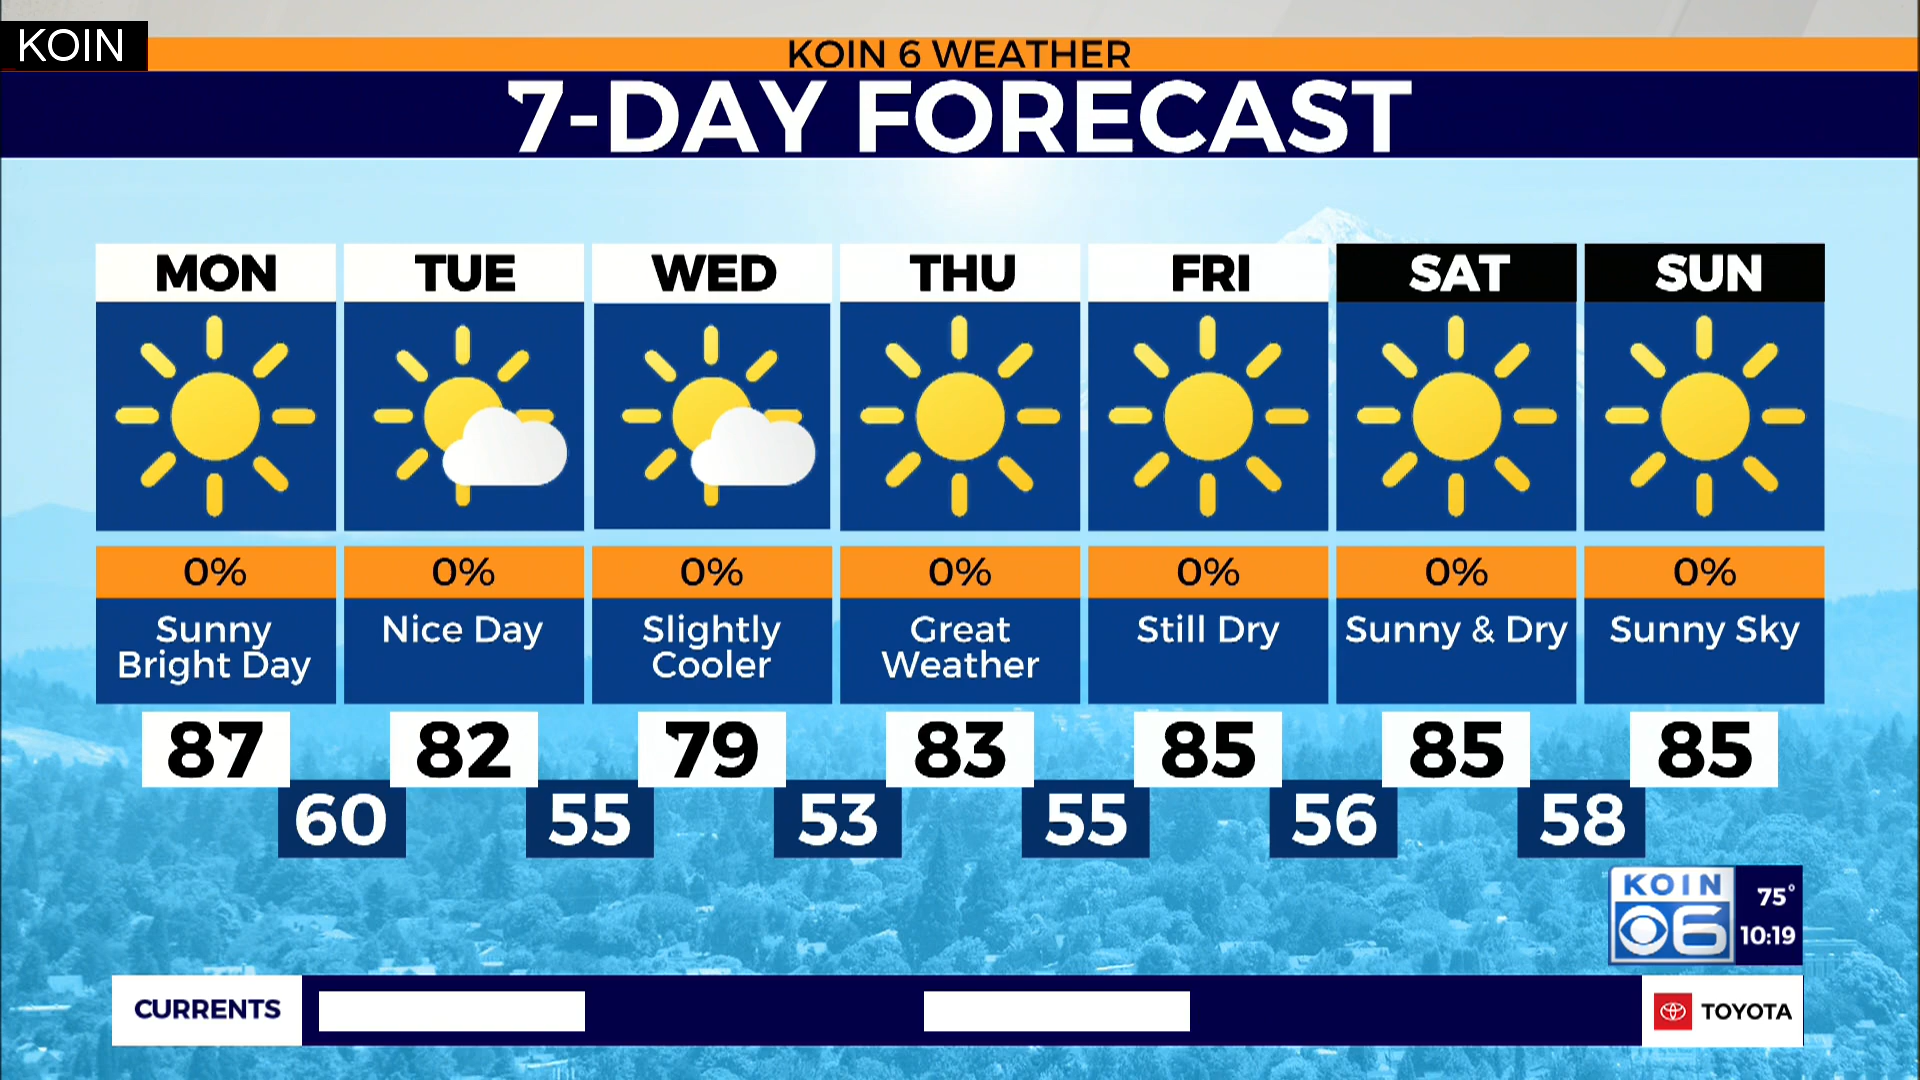 KOIN
KOIN 6 WEATHER
7-DAY FORECAST
MON TUE WED THU FRI SAT SUN
0% 0% 0% 0% 0% 0% 0%
Sunny Bright Day
Nice Day
Slightly Cooler
Great Weather
Still Dry
Sunny & Dry
Sunny Sky
87 82 79 83 85 85 85
60 55 53 55 56 58
KOIN 6
75°
10:19
CURRENTS
TOYOTA